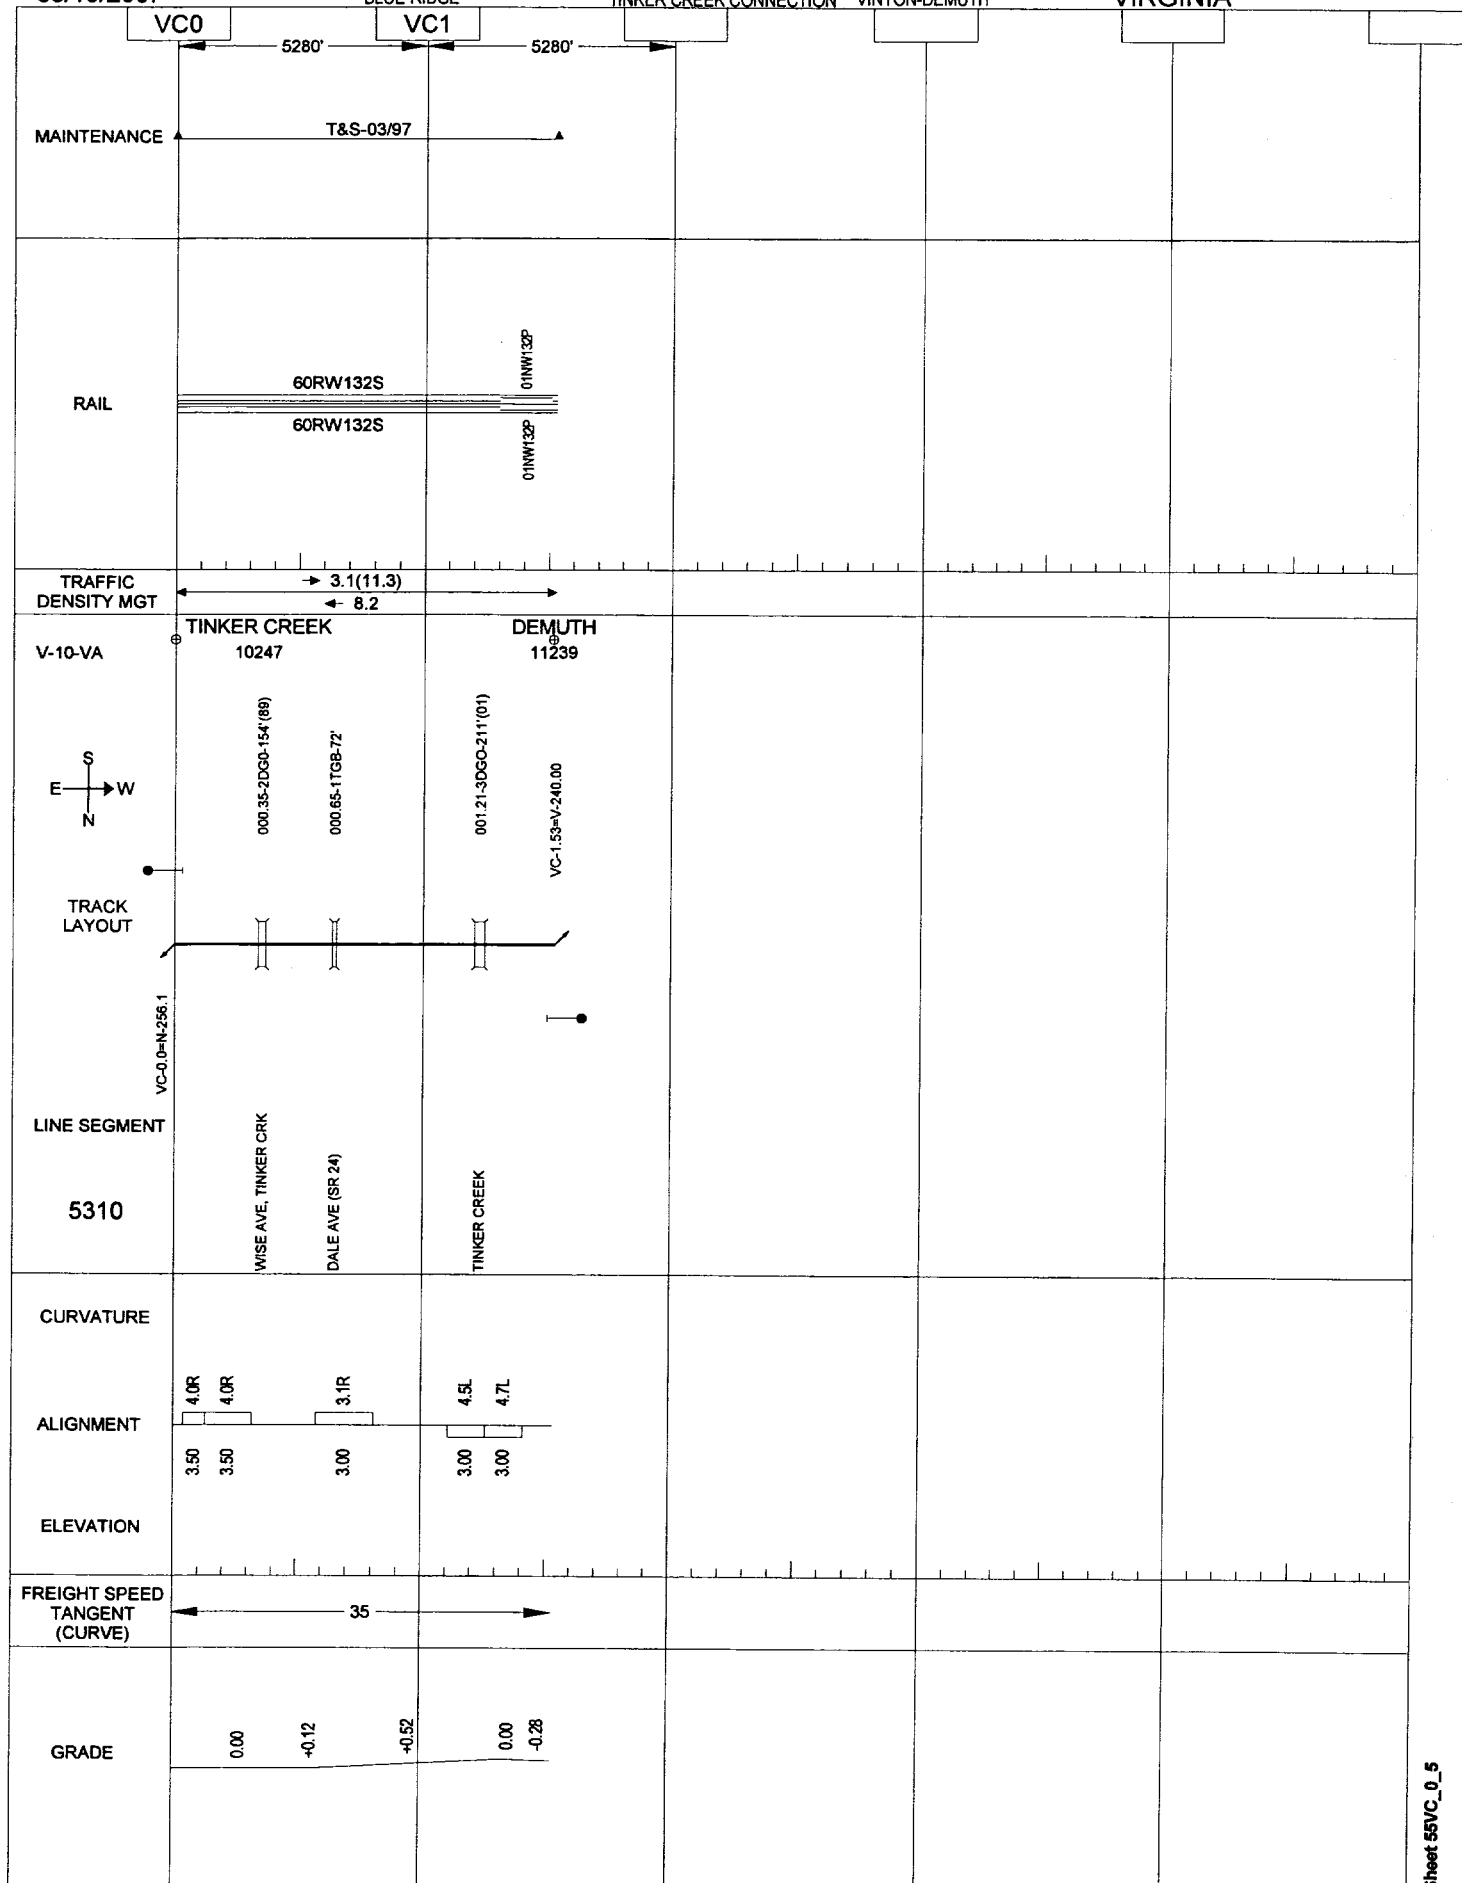 BLUE RIDGE TINKER CREEK CONNECTION VINTON-DEMUTH VIRGINIA
VC0 VC1
5280' 5280'
MAINTENANCE T&S-03/97
RAIL
60RW132S
60RW132S
01NW132P
01NW132P
TRAFFIC
DENSITY MGT
3.1(11.3)
8.2
V-10-VA
TINKER CREEK
10247
DEMUTH
11239
S
E W
N
000.35-2DG0-154'(89)
000.65-1TGB-72'
001.21-3DGO-211'(01)
VC-1.53=V-240.00
TRACK
LAYOUT
VC-0.0=N-256.1
LINE SEGMENT
5310
WISE AVE, TINKER CRK
DALE AVE (SR 24)
TINKER CREEK
CURVATURE
4.0R 4.0R 3.1R 4.5L 4.7L
ALIGNMENT
3.50 3.50 3.00 3.00 3.00
ELEVATION
FREIGHT SPEED
TANGENT
(CURVE)
35
GRADE
0.00 +0.12 +0.52 0.00 -0.28
Sheet 55VC_0_5